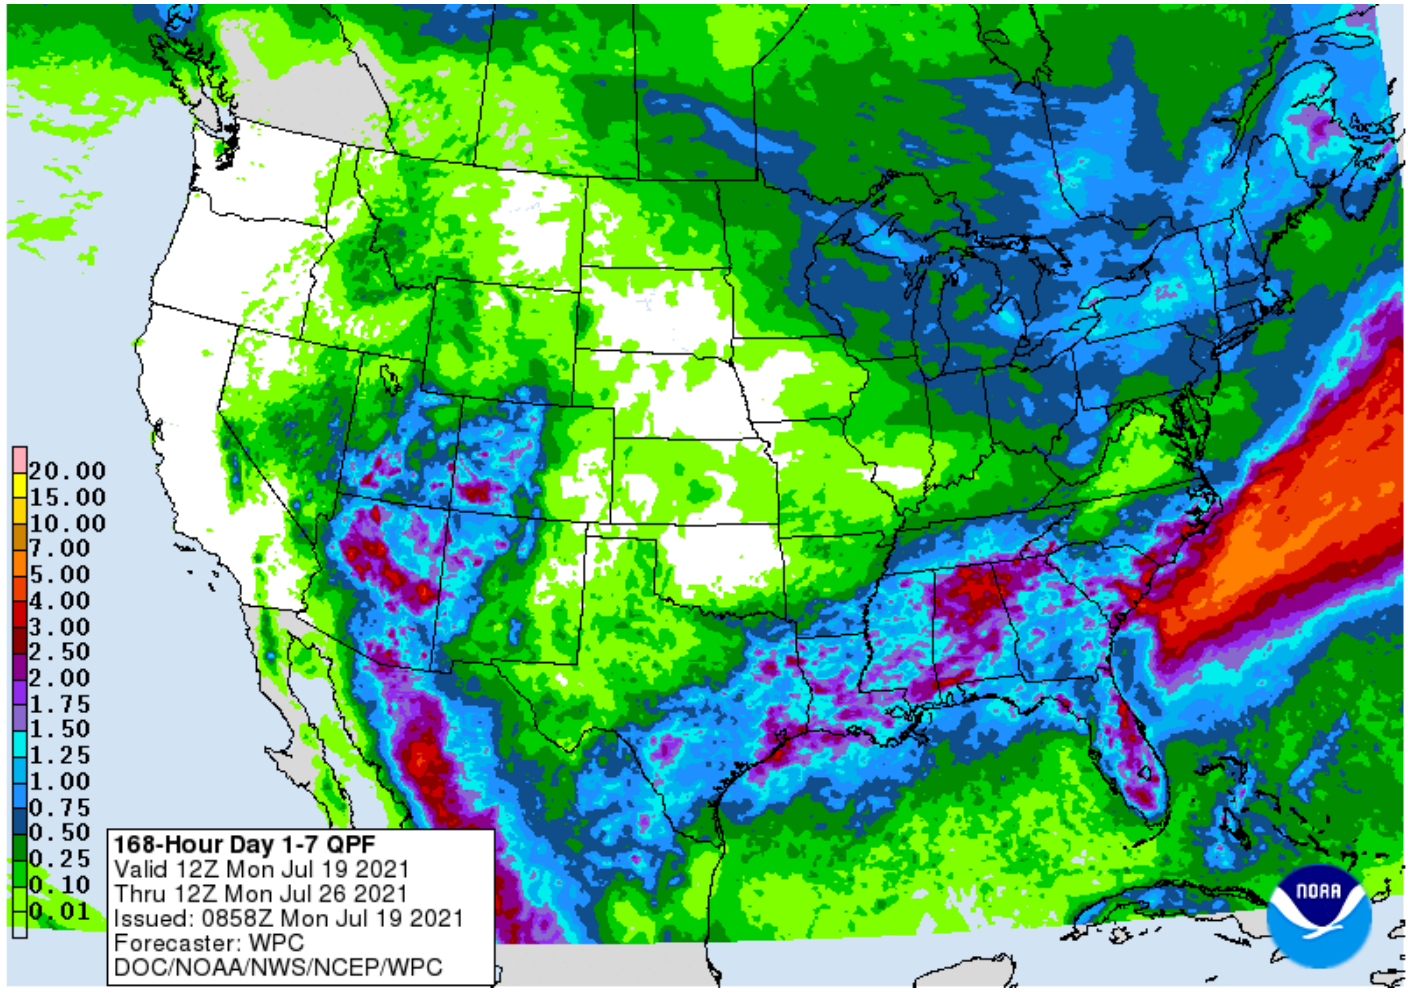 20.00
15.00
10.00
7.00
5.00
4.00
3.00
2.50
2.00
1.75
1.50
1.25
1.00
0.75
0.50
0.25
0.10
0.01
168-Hour Day 1-7 QPF
Valid 12Z Mon Jul 19 2021
Thru 12Z Mon Jul 26 2021
Issued: 0858Z Mon Jul 19 2021
Forecaster: WPC
DOC/NOAA/NWS/NCEP/WPC
NOAA